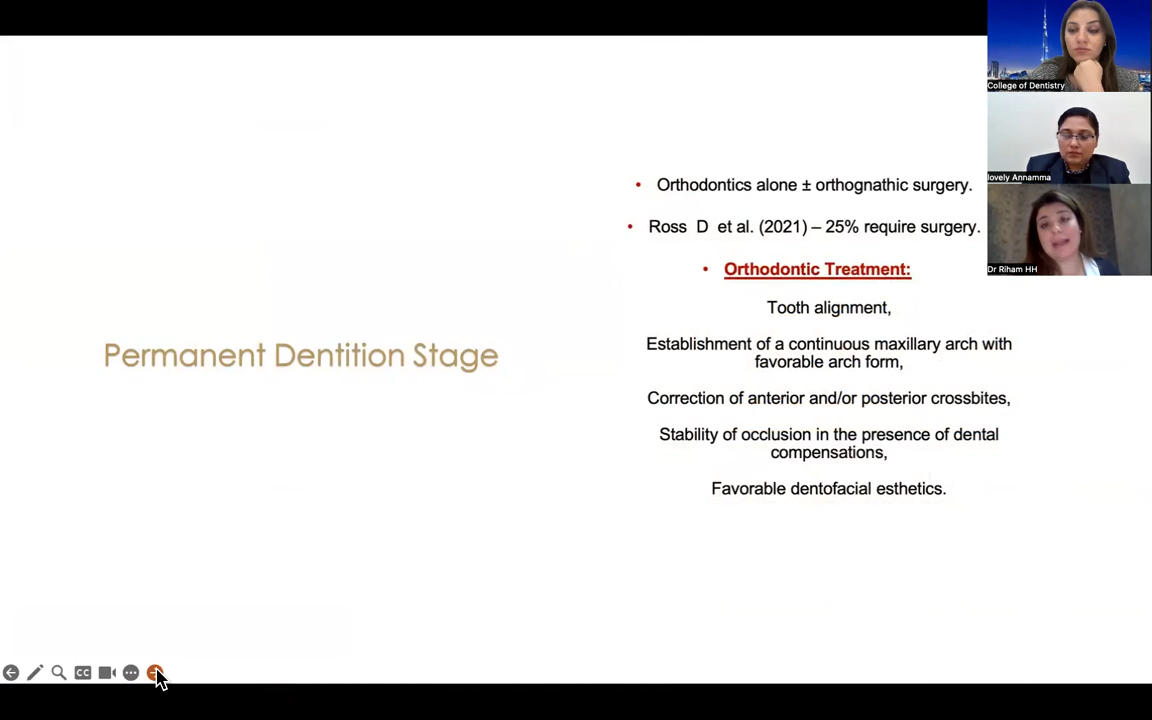 College of Dentistry
lovely Annamma
Dr Riham HH
Permanent Dentition Stage
• Orthodontics alone ± orthognathic surgery.
• Ross D et al. (2021) – 25% require surgery.
• Orthodontic Treatment:
Tooth alignment,
Establishment of a continuous maxillary arch with
favorable arch form,
Correction of anterior and/or posterior crossbites,
Stability of occlusion in the presence of dental
compensations,
Favorable dentofacial esthetics.
CC